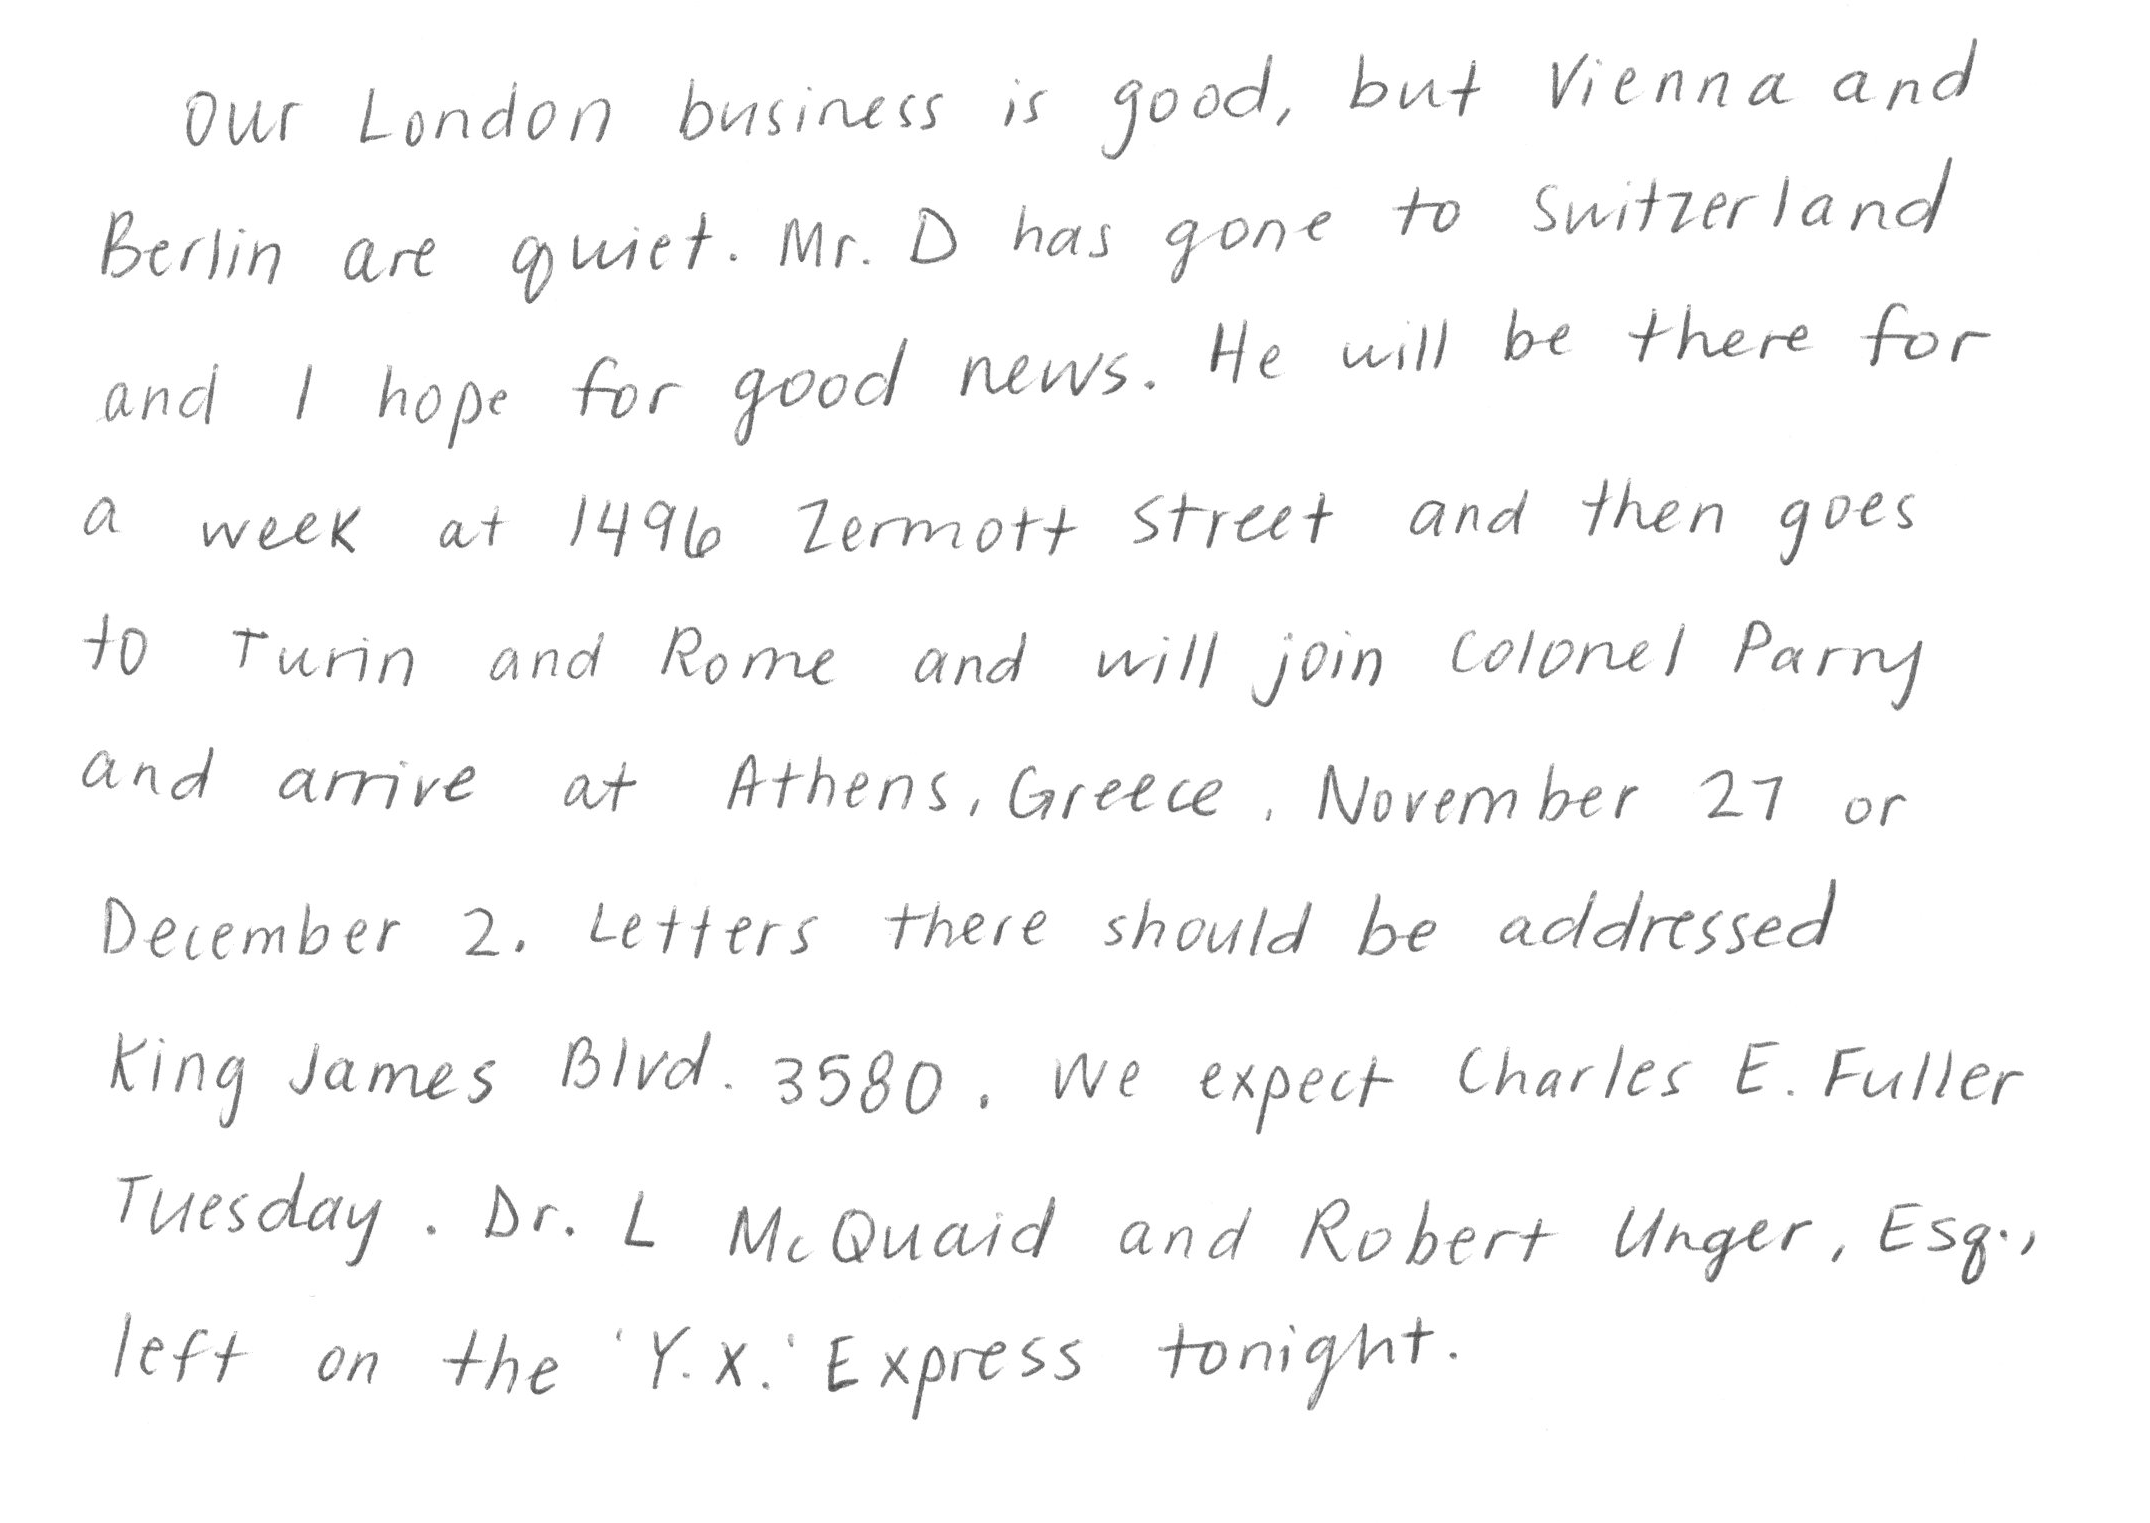 Our London business is good, but Vienna and
Berlin are quiet. Mr. D has gone to Switzerland
and I hope for good news. He will be there for
a week at 1496 Zermott Street and then goes
to Turin and Rome and will join Colonel Parry
and arrive at Athens, Greece, November 27 or
December 2. Letters there should be addressed
King James Blvd. 3580. We expect Charles E. Fuller
Tuesday. Dr. L McQuaid and Robert Unger, Esq.,
left on the 'Y.X.' Express tonight.